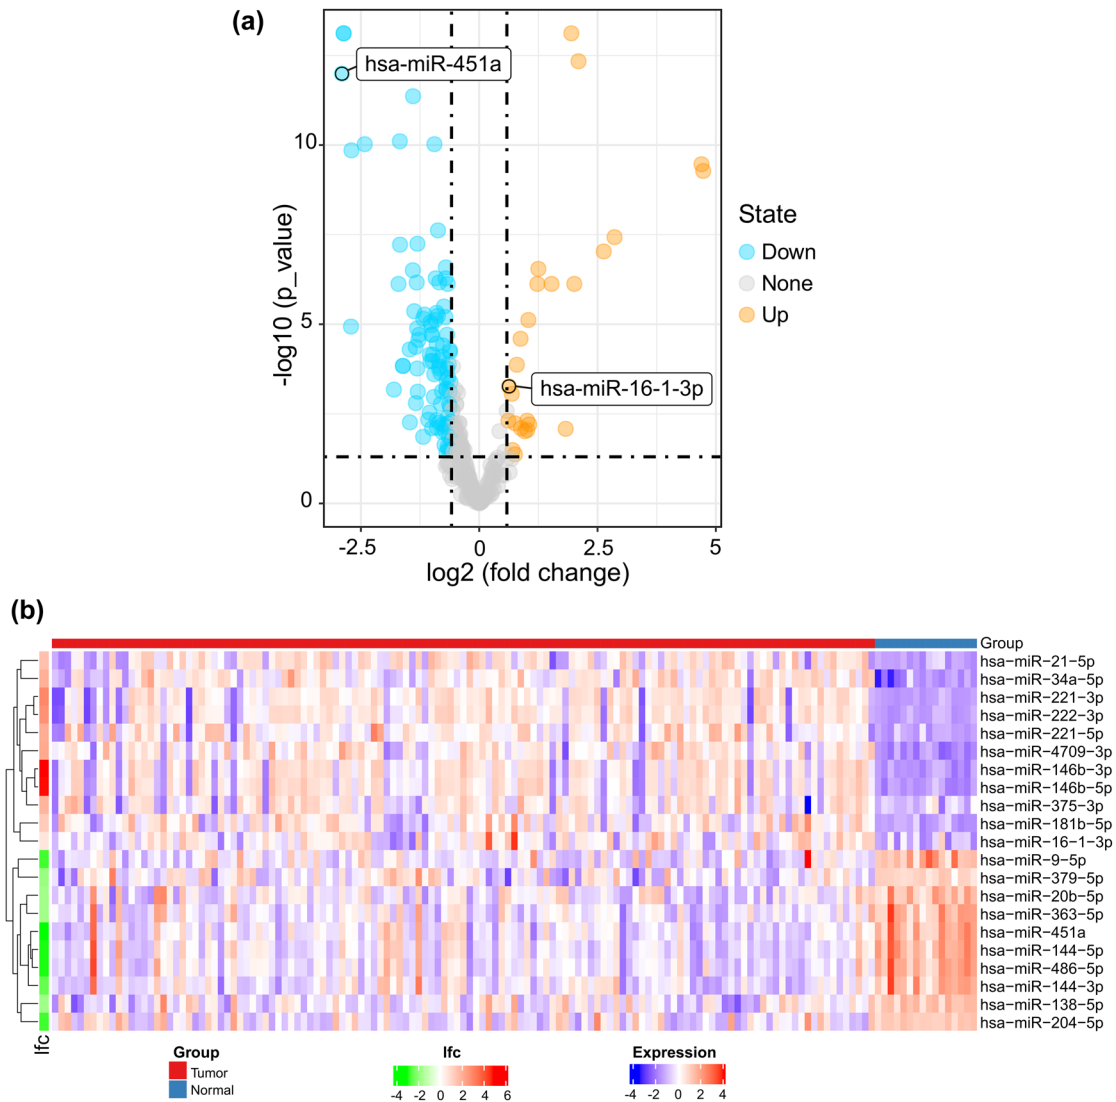 (a)
hsa-miR-451a
10
5
0
-log10 (p_value)
hsa-miR-16-1-3p
State
Down
None
Up
-2.5 0 2.5 5
log2 (fold change)
(b)
Group
hsa-miR-21-5p
hsa-miR-34a-5p
hsa-miR-221-3p
hsa-miR-222-3p
hsa-miR-221-5p
hsa-miR-4709-3p
hsa-miR-146b-3p
hsa-miR-146b-5p
hsa-miR-375-3p
hsa-miR-181b-5p
hsa-miR-16-1-3p
hsa-miR-9-5p
hsa-miR-379-5p
hsa-miR-20b-5p
hsa-miR-363-5p
hsa-miR-451a
hsa-miR-144-5p
hsa-miR-486-5p
hsa-miR-144-3p
hsa-miR-138-5p
hsa-miR-204-5p
lfc
Group
Tumor
Normal
lfc
-4 -2 0 2 4 6
Expression
-4 -2 0 2 4